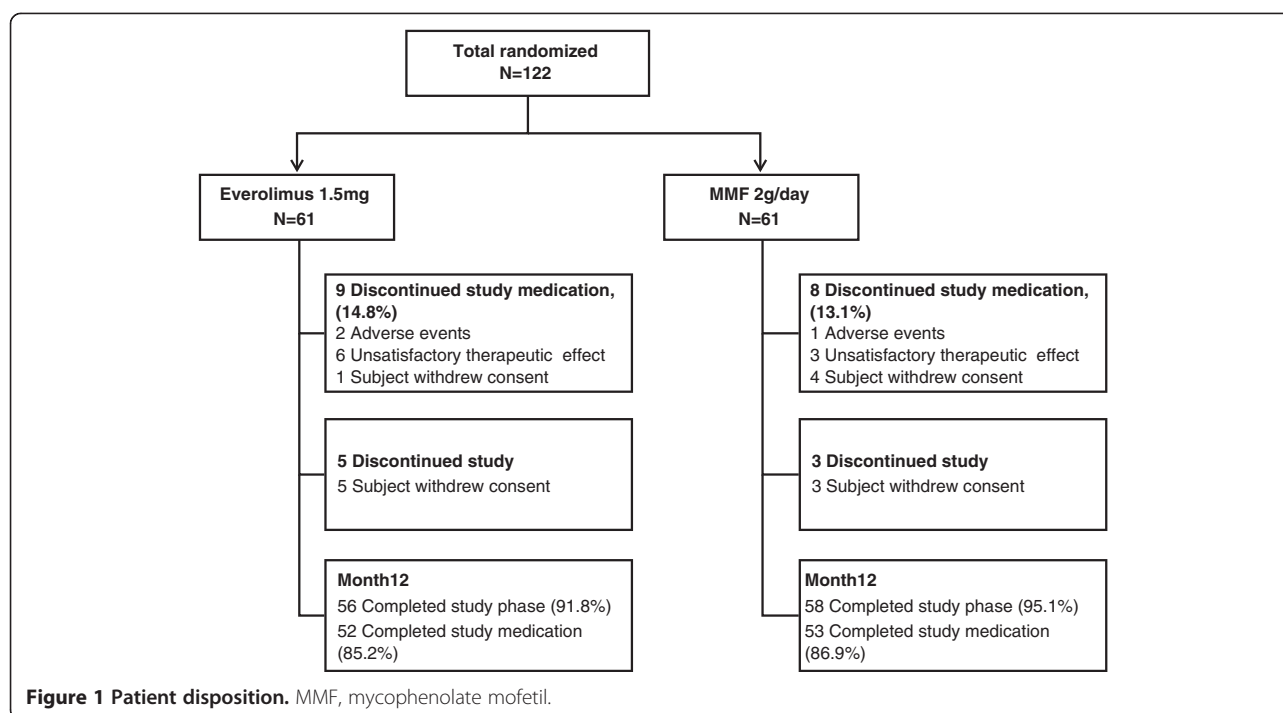 Total randomized
N=122
Everolimus 1.5mg
N=61
MMF 2g/day
N=61
9 Discontinued study medication,
(14.8%)
2 Adverse events
6 Unsatisfactory therapeutic effect
1 Subject withdrew consent
8 Discontinued study medication,
(13.1%)
1 Adverse events
3 Unsatisfactory therapeutic effect
4 Subject withdrew consent
5 Discontinued study
5 Subject withdrew consent
3 Discontinued study
3 Subject withdrew consent
Month12
56 Completed study phase (91.8%)
52 Completed study medication
(85.2%)
Month12
58 Completed study phase (95.1%)
53 Completed study medication
(86.9%)
Figure 1 Patient disposition. MMF, mycophenolate mofetil.